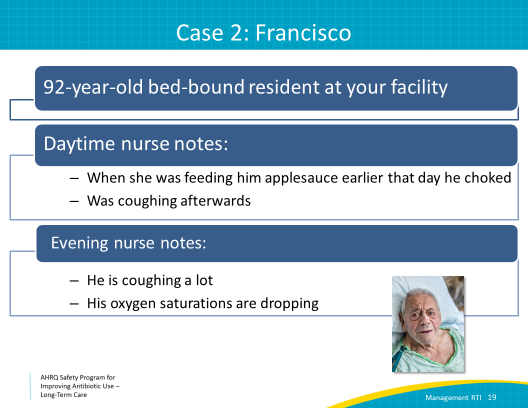 Case 2: Francisco
92-year-old bed-bound resident at your facility
Daytime nurse notes:
– When she was feeding him applesauce earlier that day he choked
– Was coughing afterwards
Evening nurse notes:
– He is coughing a lot
– His oxygen saturations are dropping
AHRQ Safety Program for
Improving Antibiotic Use –
Long-Term Care
Management RTI 19